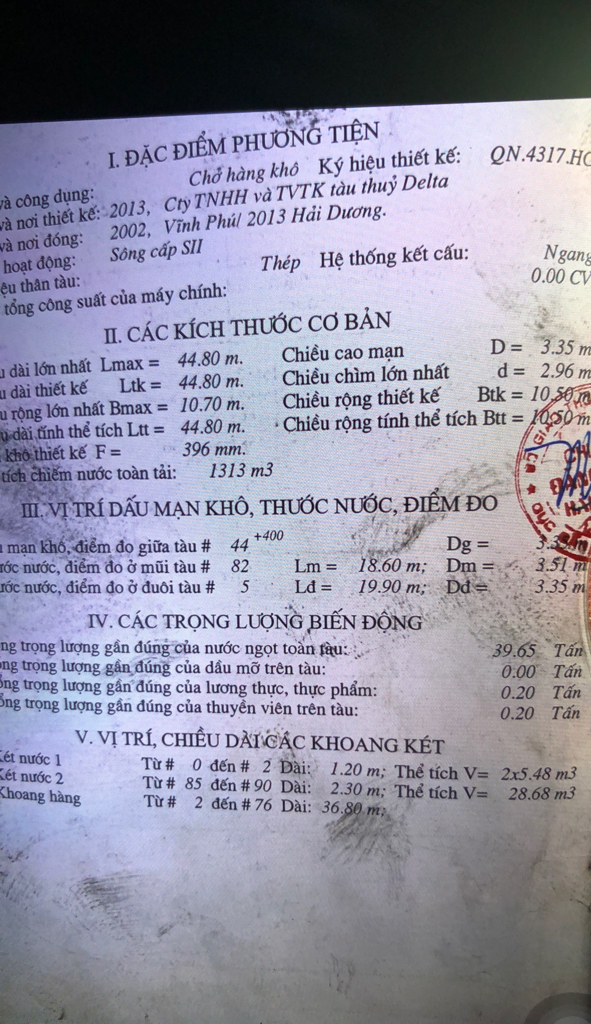 I. ĐẶC ĐIỂM PHƯƠNG TIỆN
và công dụng: Chở hàng khô Ký hiệu thiết kế: QN.4317.HC
và nơi thiết kế: 2013, Cty TNHH và TVTK tàu thuỷ Delta
và nơi đóng: 2002, Vĩnh Phú/ 2013 Hải Dương.
hoạt động: Sông cấp SII
ệu thân tàu: Thép Hệ thống kết cấu: Ngang
tổng công suất của máy chính: 0.00 CV
II. CÁC KÍCH THƯỚC CƠ BẢN
u dài lớn nhất Lmax = 44.80 m. Chiều cao mạn D = 3.35 m
u dài thiết kế Ltk = 44.80 m. Chiều chìm lớn nhất d = 2.96 m
u rộng lớn nhất Bmax = 10.70 m. Chiều rộng thiết kế Btk = 10.50 m
u dài tính thể tích Ltt = 44.80 m. Chiều rộng tính thể tích Btt = 10.50 m
khô thiết kế F = 396 mm.
tích chiếm nước toàn tải: 1313 m3
III. VỊ TRÍ DẤU MẠN KHÔ, THƯỚC NƯỚC, ĐIỂM ĐO
mạn khô, điểm đo giữa tàu # 44 +400 Dg =
ớc nước, điểm đo ở mũi tàu # 82 Lm = 18.60 m; Dm = 3.51 m
ớc nước, điểm đo ở đuôi tàu # 5 Lđ = 19.90 m; Dđ = 3.35 m
IV. CÁC TRỌNG LƯỢNG BIẾN ĐỘNG
ng trọng lượng gần đúng của nước ngọt toàn tàu: 39.65 Tấn
ng trọng lượng gần đúng của dầu mỡ trên tàu: 0.00 Tấn
ổng trọng lượng gần đúng của lương thực, thực phẩm: 0.20 Tấn
ổng trọng lượng gần đúng của thuyền viên trên tàu: 0.20 Tấn
V. VỊ TRÍ, CHIỀU DÀI CÁC KHOANG KÉT
Két nước 1 Từ # 0 đến # 2 Dài: 1.20 m; Thể tích V= 2x5.48 m3
Két nước 2 Từ # 85 đến # 90 Dài: 2.30 m; Thể tích V= 28.68 m3
Khoang hàng Từ # 2 đến # 76 Dài: 36.80 m;